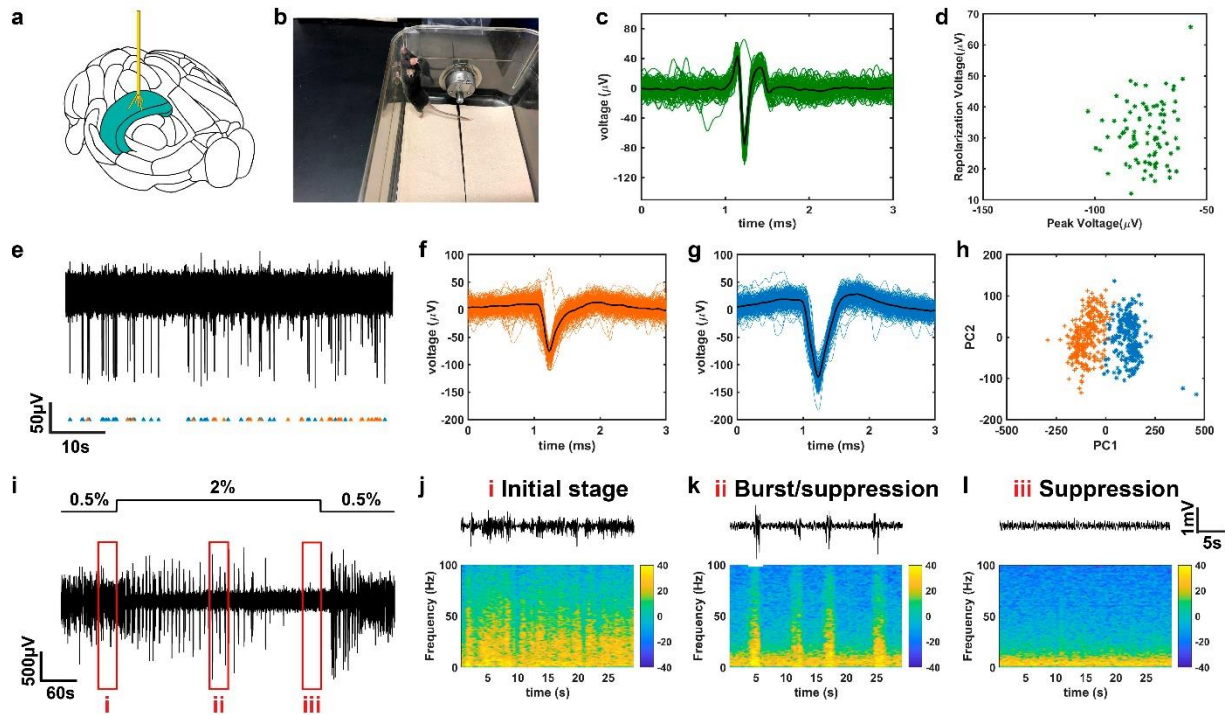 a
b
c
voltage (μV)
80
40
0
-40
-80
-120
0 1 2 3
time (ms)
d
Repolarization Voltage(μV)
70
60
50
40
30
20
10
-150 -100 -50
Peak Voltage(μV)
e
50μV
10s
f
voltage (μV)
100
50
0
-50
-100
-150
-200
0 1 2 3
time (ms)
g
voltage (μV)
100
50
0
-50
-100
-150
-200
0 1 2 3
time (ms)
h
PC2
200
100
0
-100
-200
-500 -250 0 250 500
PC1
i
0.5% 2% 0.5%
500μV
60s
i ii iii
j
i Initial stage
Frequency (Hz)
100
50
0
5 10 15 20 25
time (s)
40
20
0
-20
-40
k
ii Burst/suppression
Frequency (Hz)
100
50
0
5 10 15 20 25
time (s)
40
20
0
-20
-40
l
iii Suppression
1mV
5s
Frequency (Hz)
100
50
0
5 10 15 20 25
time (s)
40
20
0
-20
-40